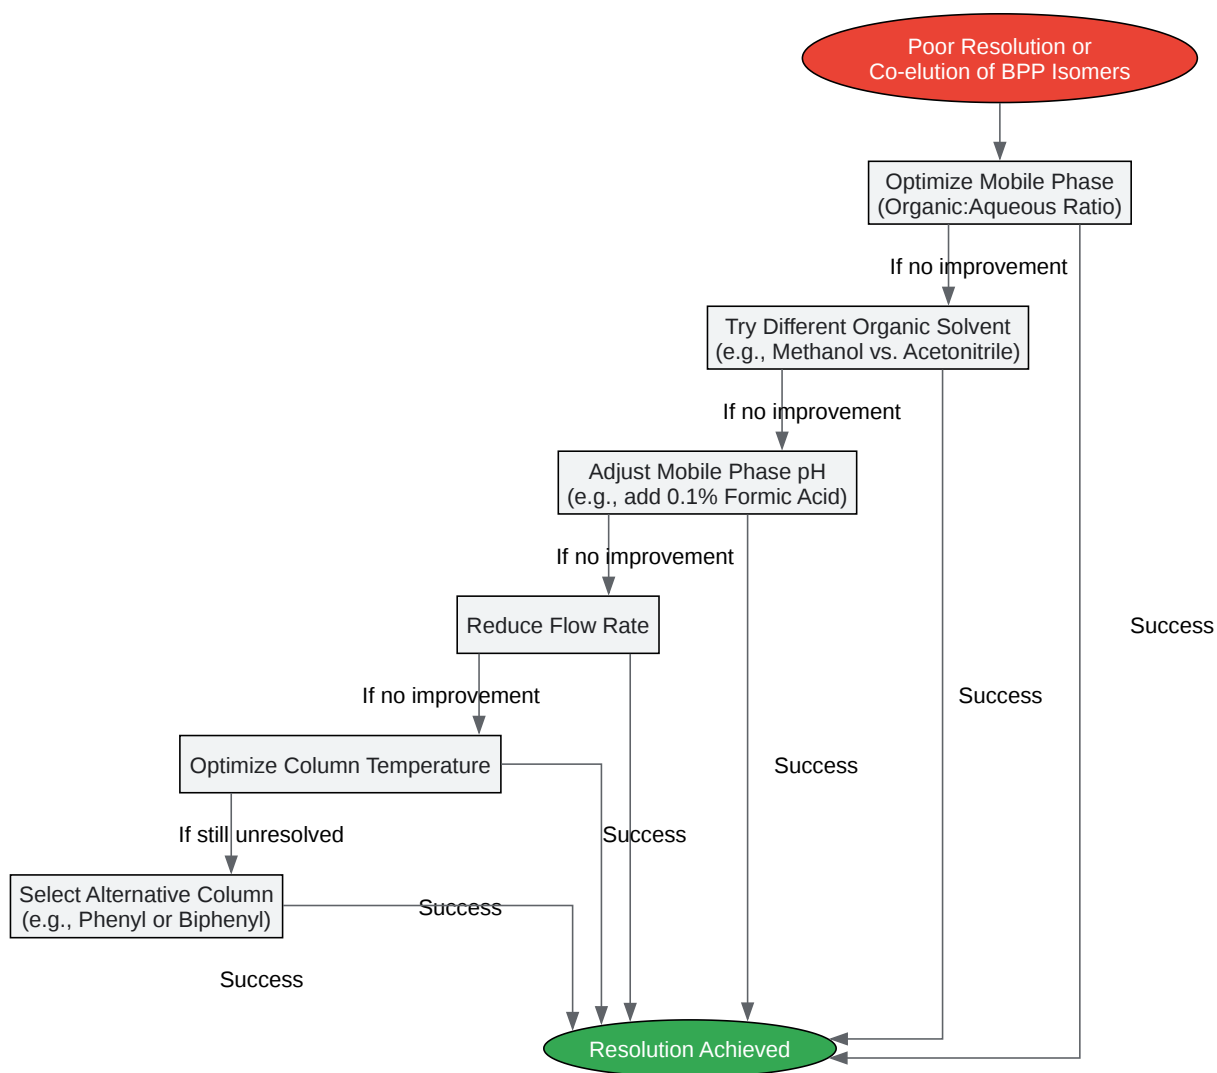 Poor Resolution or
Co-elution of BPP Isomers
Optimize Mobile Phase
(Organic:Aqueous Ratio)
If no improvement
Try Different Organic Solvent
(e.g., Methanol vs. Acetonitrile)
If no improvement
Adjust Mobile Phase pH
(e.g., add 0.1% Formic Acid)
If no improvement
Reduce Flow Rate
Success
If no improvement
Success
Optimize Column Temperature
Success
If still unresolved
Success
Select Alternative Column
(e.g., Phenyl or Biphenyl)
Success
Success
Resolution Achieved